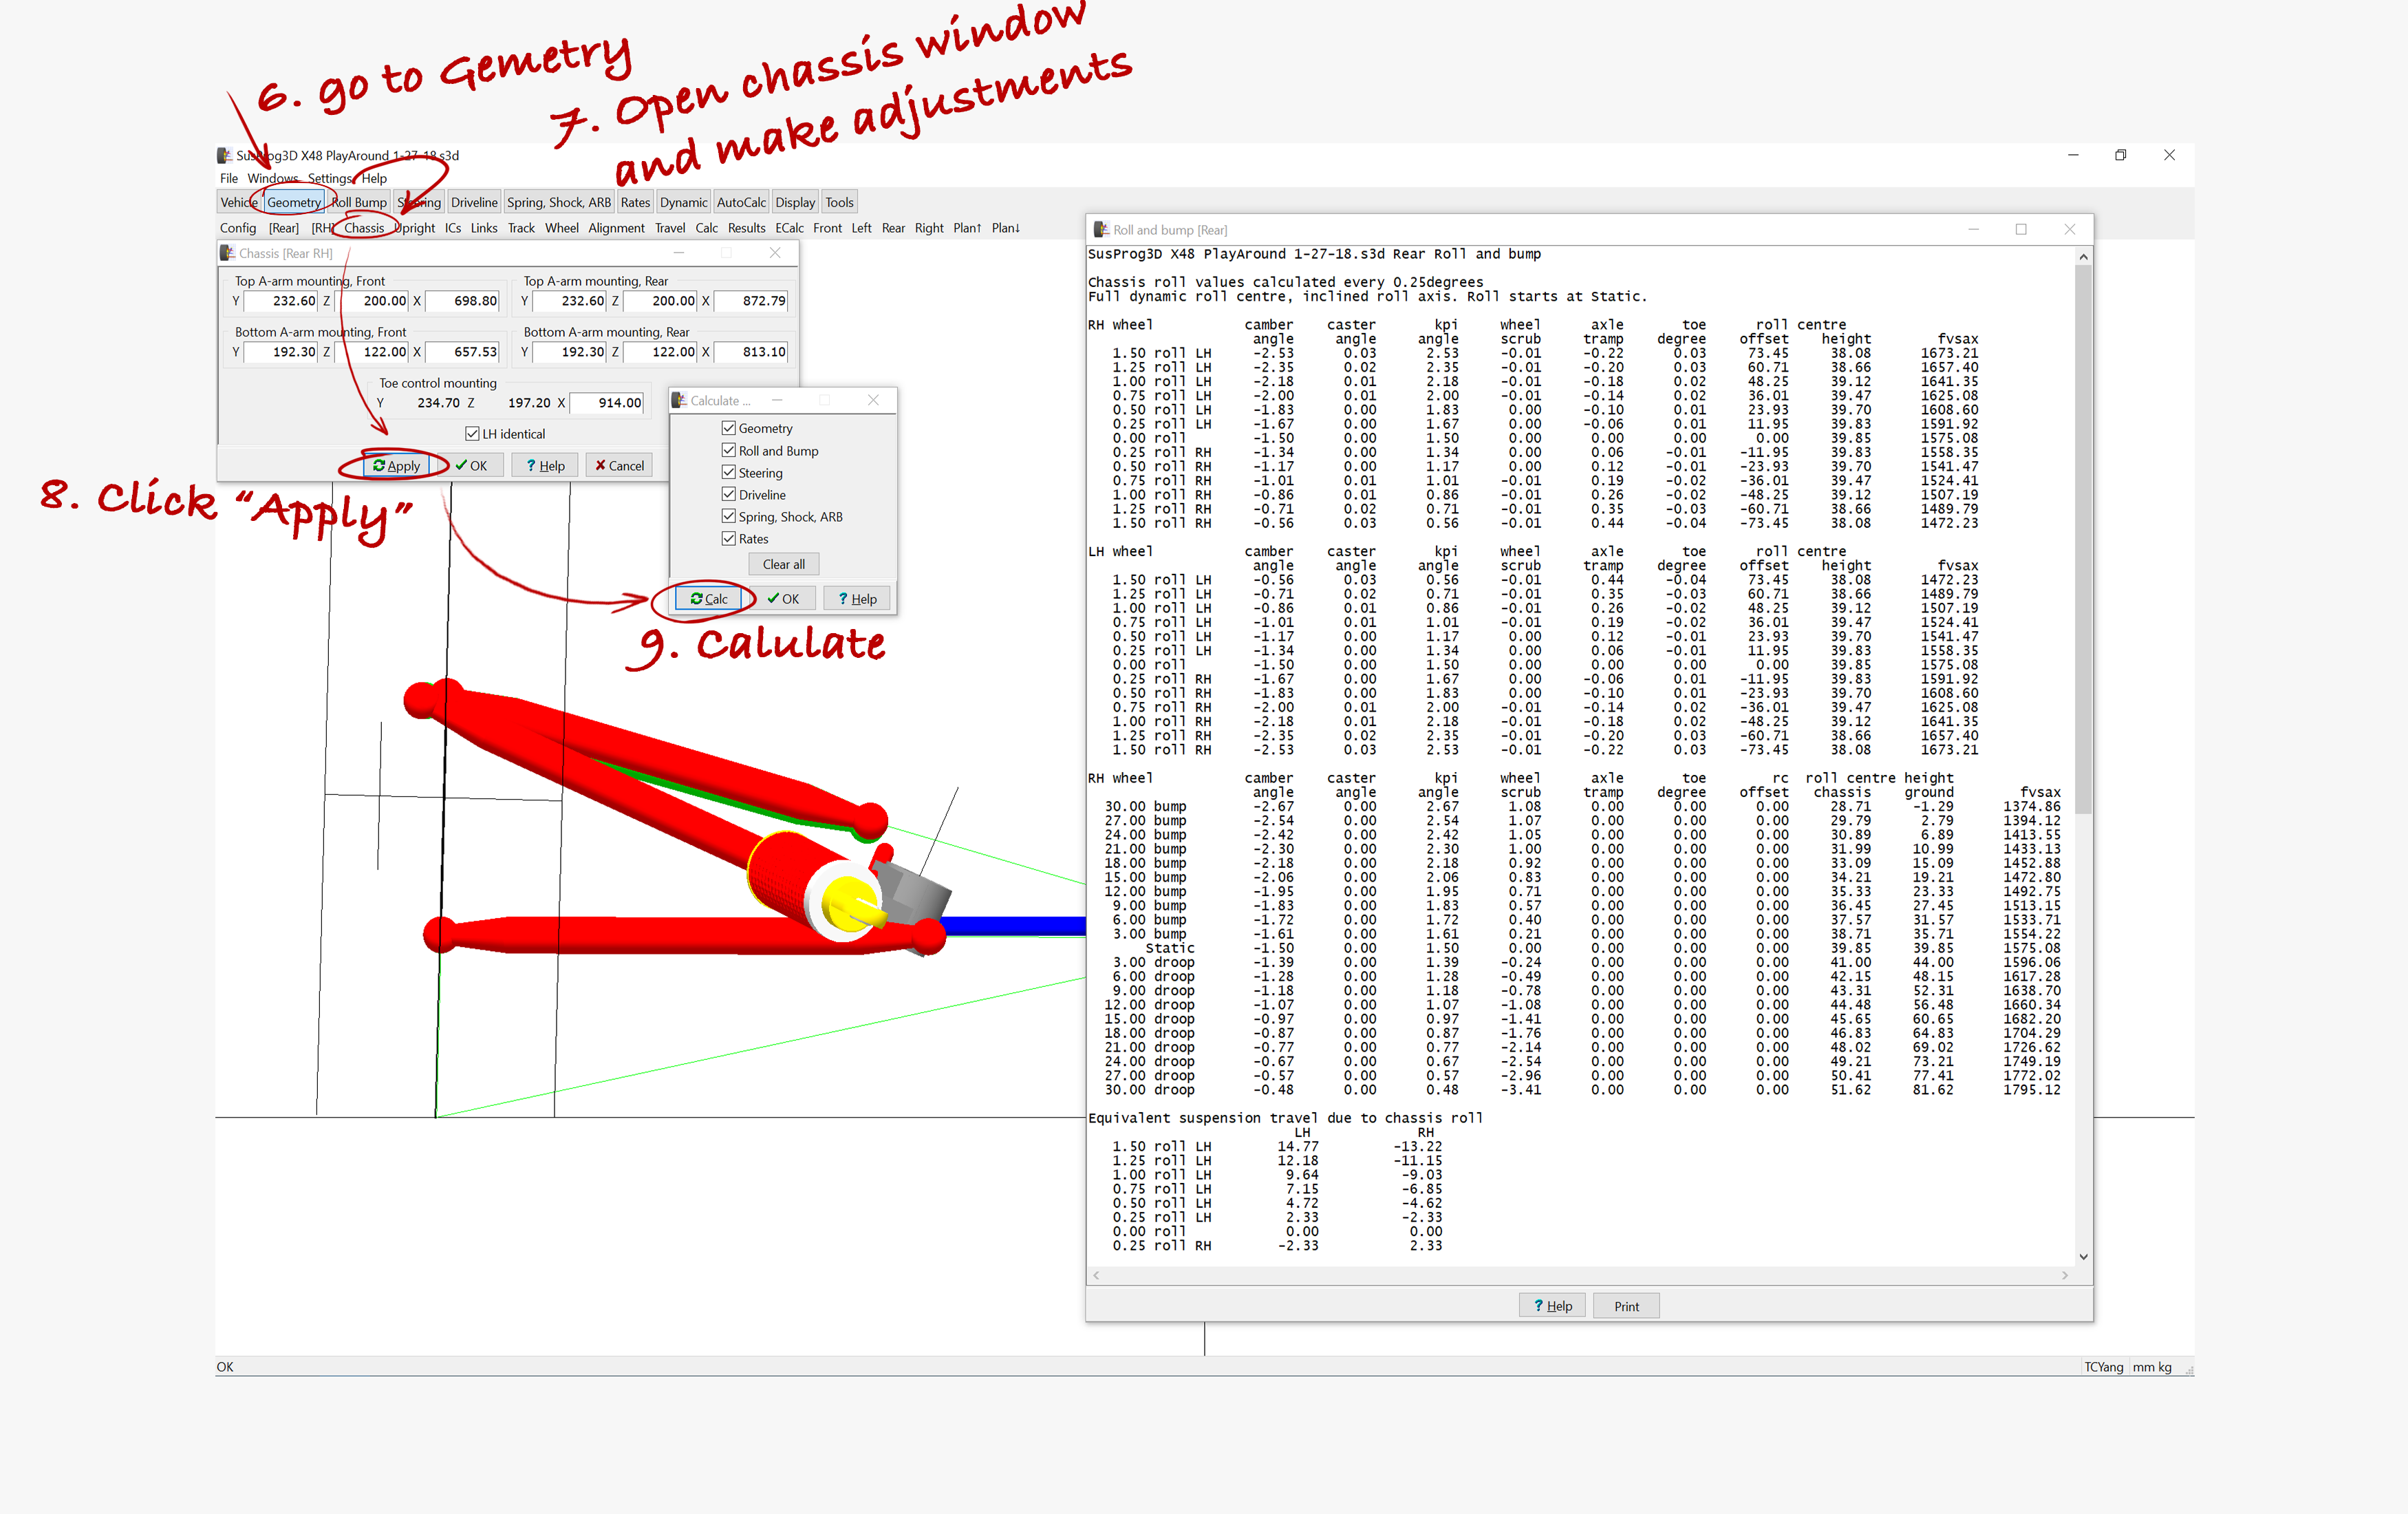 6. go to Gemetry
7. Open chassis window
and make adjustments
SusProg3D X48 PlayAround 1-27-18.s3d
File Windows Settings Help
Vehicle Geometry Roll Bump Steering Driveline Spring, Shock, ARB Rates Dynamic AutoCalc Display Tools
Config [Rear] [RH] Chassis Upright ICs Links Track Wheel Alignment Travel Calc Results ECalc Front Left Rear Right Plan↑ Plan↓
Chassis [Rear RH]
Top A-arm mounting, Front
Y 232.60 Z 200.00 X 698.80
Top A-arm mounting, Rear
Y 232.60 Z 200.00 X 872.79
Bottom A-arm mounting, Front
Y 192.30 Z 122.00 X 657.53
Bottom A-arm mounting, Rear
Y 192.30 Z 122.00 X 813.10
Toe control mounting
Y 234.70 Z 197.20 X 914.00
LH identical
Apply OK Help Cancel
8. Click “Apply”
Calculate ...
Geometry
Roll and Bump
Steering
Driveline
Spring, Shock, ARB
Rates
Clear all
Calc OK Help
9. Calulate
Roll and bump [Rear]
SusProg3D X48 PlayAround 1-27-18.s3d Rear Roll and bump
Chassis roll values calculated every 0.25degrees
Full dynamic roll centre, inclined roll axis. Roll starts at Static.
RH wheel camber caster kpi wheel axle toe roll centre
angle angle angle scrub tramp degree offset height fvsax
1.50 roll LH -2.53 0.03 2.53 -0.01 -0.22 0.03 73.45 38.08 1673.21
1.25 roll LH -2.35 0.02 2.35 -0.01 -0.20 0.03 60.71 38.66 1657.40
1.00 roll LH -2.18 0.01 2.18 -0.01 -0.18 0.02 48.25 39.12 1641.35
0.75 roll LH -2.00 0.01 2.00 -0.01 -0.14 0.02 36.01 39.47 1625.08
0.50 roll LH -1.83 0.00 1.83 0.00 -0.10 0.01 23.93 39.70 1608.60
0.25 roll LH -1.67 0.00 1.67 0.00 -0.06 0.01 11.95 39.83 1591.92
0.00 roll -1.50 0.00 1.50 0.00 0.00 0.00 0.00 39.85 1575.08
0.25 roll RH -1.34 0.00 1.34 0.00 0.06 -0.01 -11.95 39.83 1558.35
0.50 roll RH -1.17 0.00 1.17 0.00 0.12 -0.01 -23.93 39.70 1541.47
0.75 roll RH -1.01 0.01 1.01 -0.01 0.19 -0.02 -36.01 39.47 1524.41
1.00 roll RH -0.86 0.01 0.86 -0.01 0.26 -0.02 -48.25 39.12 1507.19
1.25 roll RH -0.71 0.02 0.71 -0.01 0.35 -0.03 -60.71 38.66 1489.79
1.50 roll RH -0.56 0.03 0.56 -0.01 0.44 -0.04 -73.45 38.08 1472.23
LH wheel camber caster kpi wheel axle toe roll centre
angle angle angle scrub tramp degree offset height fvsax
1.50 roll LH -0.56 0.03 0.56 -0.01 0.44 -0.04 73.45 38.08 1472.23
1.25 roll LH -0.71 0.02 0.71 -0.01 0.35 -0.03 60.71 38.66 1489.79
1.00 roll LH -0.86 0.01 0.86 -0.01 0.26 -0.02 48.25 39.12 1507.19
0.75 roll LH -1.01 0.01 1.01 -0.01 0.19 -0.02 36.01 39.47 1524.41
0.50 roll LH -1.17 0.00 1.17 0.00 0.12 -0.01 23.93 39.70 1541.47
0.25 roll LH -1.34 0.00 1.34 0.00 0.06 -0.01 11.95 39.83 1558.35
0.00 roll -1.50 0.00 1.50 0.00 0.00 0.00 0.00 39.85 1575.08
0.25 roll RH -1.67 0.00 1.67 0.00 -0.06 0.01 -11.95 39.83 1591.92
0.50 roll RH -1.83 0.00 1.83 0.00 -0.10 0.01 -23.93 39.70 1608.60
0.75 roll RH -2.00 0.01 2.00 -0.01 -0.14 0.02 -36.01 39.47 1625.08
1.00 roll RH -2.18 0.01 2.18 -0.01 -0.18 0.02 -48.25 39.12 1641.35
1.25 roll RH -2.35 0.02 2.35 -0.01 -0.20 0.03 -60.71 38.66 1657.40
1.50 roll RH -2.53 0.03 2.53 -0.01 -0.22 0.03 -73.45 38.08 1673.21
RH wheel camber caster kpi wheel axle toe rc roll centre height
angle angle angle scrub tramp degree offset chassis ground fvsax
30.00 bump -2.67 0.00 2.67 1.08 0.00 0.00 0.00 28.71 -1.29 1374.86
27.00 bump -2.54 0.00 2.54 1.07 0.00 0.00 0.00 29.79 2.79 1394.12
24.00 bump -2.42 0.00 2.42 1.05 0.00 0.00 0.00 30.89 6.89 1413.55
21.00 bump -2.30 0.00 2.30 1.00 0.00 0.00 0.00 31.99 10.99 1433.13
18.00 bump -2.18 0.00 2.18 0.92 0.00 0.00 0.00 33.09 15.09 1452.88
15.00 bump -2.06 0.00 2.06 0.83 0.00 0.00 0.00 34.21 19.21 1472.80
12.00 bump -1.95 0.00 1.95 0.71 0.00 0.00 0.00 35.33 23.33 1492.75
9.00 bump -1.83 0.00 1.83 0.57 0.00 0.00 0.00 36.45 27.45 1513.15
6.00 bump -1.72 0.00 1.72 0.40 0.00 0.00 0.00 37.57 31.57 1533.71
3.00 bump -1.61 0.00 1.61 0.21 0.00 0.00 0.00 38.71 35.71 1554.22
Static -1.50 0.00 1.50 0.00 0.00 0.00 0.00 39.85 39.85 1575.08
3.00 droop -1.39 0.00 1.39 -0.24 0.00 0.00 0.00 41.00 44.00 1596.06
6.00 droop -1.28 0.00 1.28 -0.49 0.00 0.00 0.00 42.15 48.15 1617.28
9.00 droop -1.18 0.00 1.18 -0.78 0.00 0.00 0.00 43.31 52.31 1638.70
12.00 droop -1.07 0.00 1.07 -1.08 0.00 0.00 0.00 44.48 56.48 1660.34
15.00 droop -0.97 0.00 0.97 -1.41 0.00 0.00 0.00 45.65 60.65 1682.20
18.00 droop -0.87 0.00 0.87 -1.76 0.00 0.00 0.00 46.83 64.83 1704.29
21.00 droop -0.77 0.00 0.77 -2.14 0.00 0.00 0.00 48.02 69.02 1726.62
24.00 droop -0.67 0.00 0.67 -2.54 0.00 0.00 0.00 49.21 73.21 1749.19
27.00 droop -0.57 0.00 0.57 -2.96 0.00 0.00 0.00 50.41 77.41 1772.02
30.00 droop -0.48 0.00 0.48 -3.41 0.00 0.00 0.00 51.62 81.62 1795.12
Equivalent suspension travel due to chassis roll
LH RH
1.50 roll LH 14.77 -13.22
1.25 roll LH 12.18 -11.15
1.00 roll LH 9.64 -9.03
0.75 roll LH 7.15 -6.85
0.50 roll LH 4.72 -4.62
0.25 roll LH 2.33 -2.33
0.00 roll 0.00 0.00
0.25 roll RH -2.33 2.33
Help Print
OK TCYang mm kg